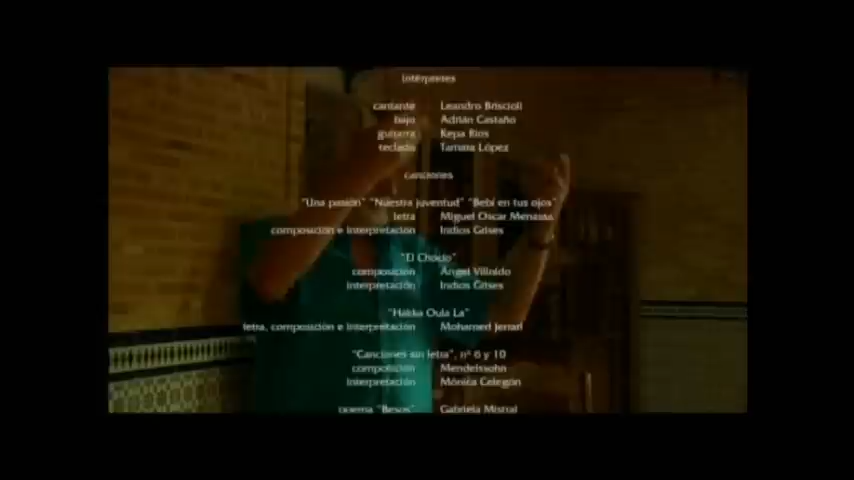 intérpretes
cantante Leandro Briscioli
bajo Adrián Castaño
guitarra Kepa Ríos
teclado Tamara López
canciones
"Una pasión" "Nuestra juventud" "Bebí en tus ojos"
letra Miguel Oscar Menassa
composición e interpretación Indios Grises
"El Choclo"
composición Ángel Villoldo
interpretación Indios Grises
"Hakka Oula La"
letra, composición e interpretación Mohamed
"Canciones sin letra", nº 6 y 10
composición Mendelssohn
interpretación Mónica Celegón
poema "Besos" Gabriela Mistral